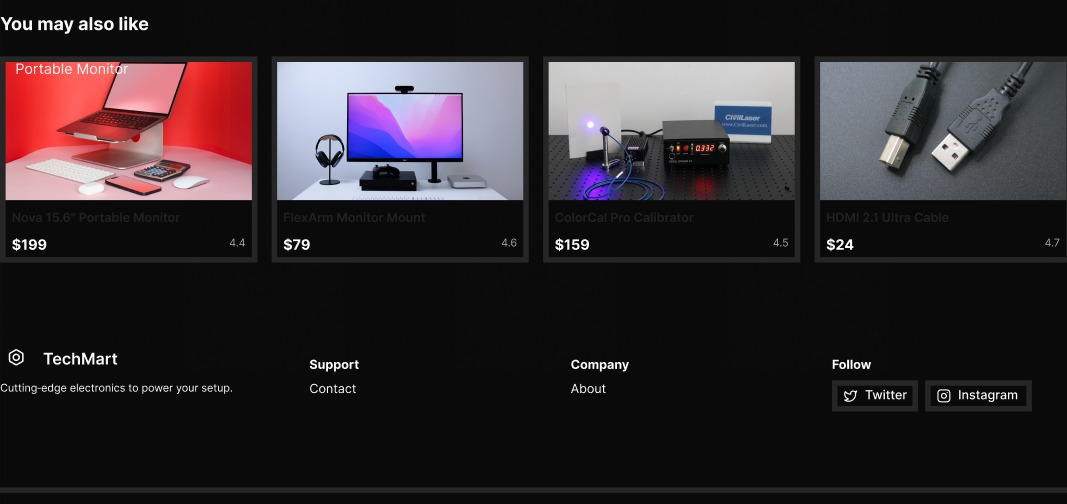 You may also like
Portable Monitor
CivilLaser
www.CivilLaser.com
0.332
Nova 15.6" Portable Monitor
FlexArm Monitor Mount
ColorCal Pro Calibrator
HDMI 2.1 Ultra Cable
$199
4.4
$79
4.6
$159
4.5
$24
4.7
TechMart
Cutting-edge electronics to power your setup.
Support
Contact
Company
About
Follow
Twitter
Instagram